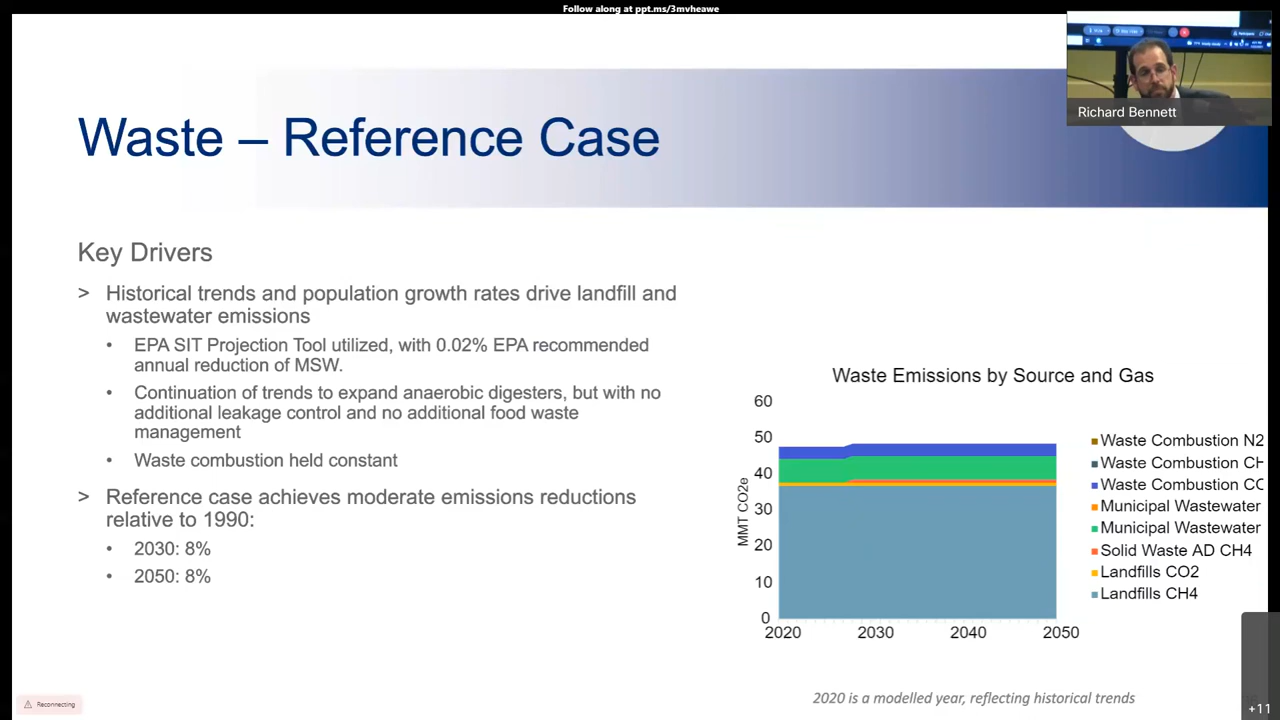 Follow along at ppt.ms/3mvheawe
Richard Bennett
Waste – Reference Case
Key Drivers
> Historical trends and population growth rates drive landfill and
wastewater emissions
• EPA SIT Projection Tool utilized, with 0.02% EPA recommended
annual reduction of MSW.
• Continuation of trends to expand anaerobic digesters, but with no
additional leakage control and no additional food waste
management
• Waste combustion held constant
> Reference case achieves moderate emissions reductions
relative to 1990:
• 2030: 8%
• 2050: 8%
Waste Emissions by Source and Gas
MMT CO2e
60
50
40
30
20
10
0
2020 2030 2040 2050
Waste Combustion N2
Waste Combustion CH
Waste Combustion CC
Municipal Wastewater
Municipal Wastewater
Solid Waste AD CH4
Landfills CO2
Landfills CH4
2020 is a modelled year, reflecting historical trends
Reconnecting
+11